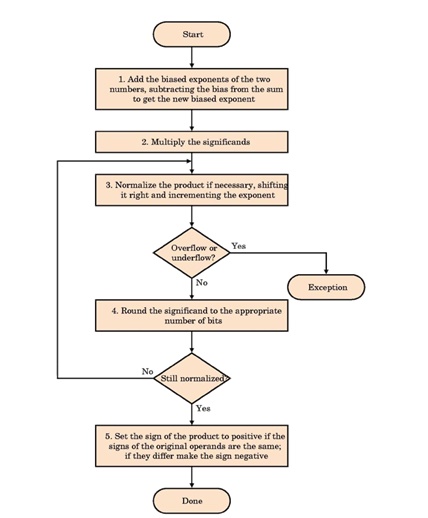 Start
1. Add the biased exponents of the two
numbers, subtracting the bias from the sum
to get the new biased exponent
2. Multiply the significands
3. Normalize the product if necessary, shifting
it right and incrementing the exponent
Overflow or
underflow?
Yes
Exception
No
4. Round the significand to the appropriate
number of bits
No
Still normalized?
Yes
5. Set the sign of the product to positive if the
signs of the original operands are the same;
if they differ make the sign negative
Done